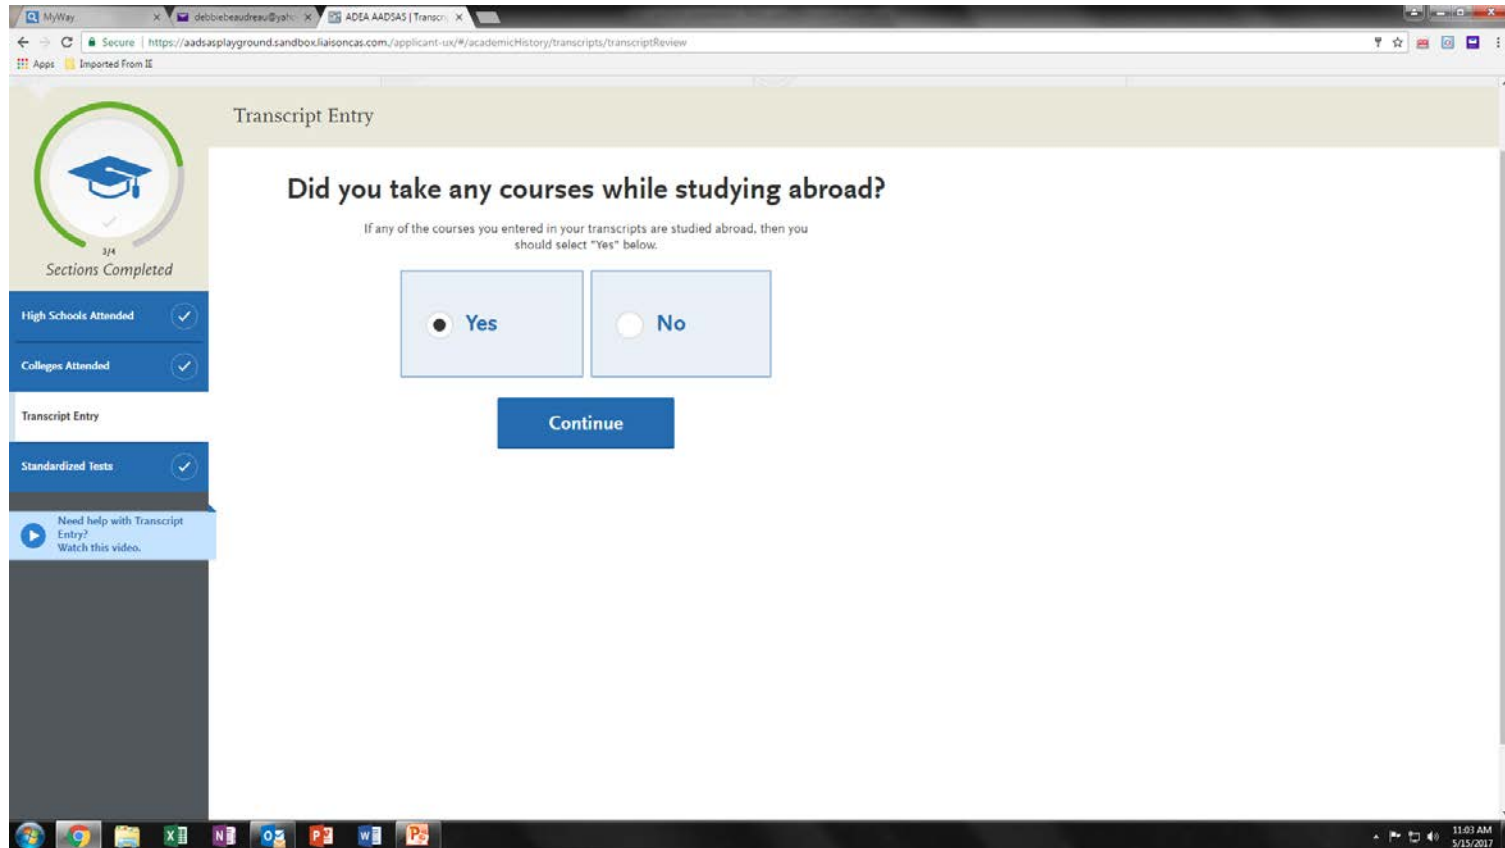 MyWay
debbiebeaudreau@yaho
ADEA AADSAS | Transcri
Secure | https://aadsasplayground.sandbox.liaisoncas.com./applicant-ux/#/academicHistory/transcripts/transcriptReview
Apps Imported From IE
Transcript Entry
3/4
Sections Completed
High Schools Attended
Colleges Attended
Transcript Entry
Standardized Tests
Need help with Transcript
Entry?
Watch this video.
Did you take any courses while studying abroad?
If any of the courses you entered in your transcripts are studied abroad, then you
should select "Yes" below.
Yes
No
Continue
11:03 AM
5/15/2017